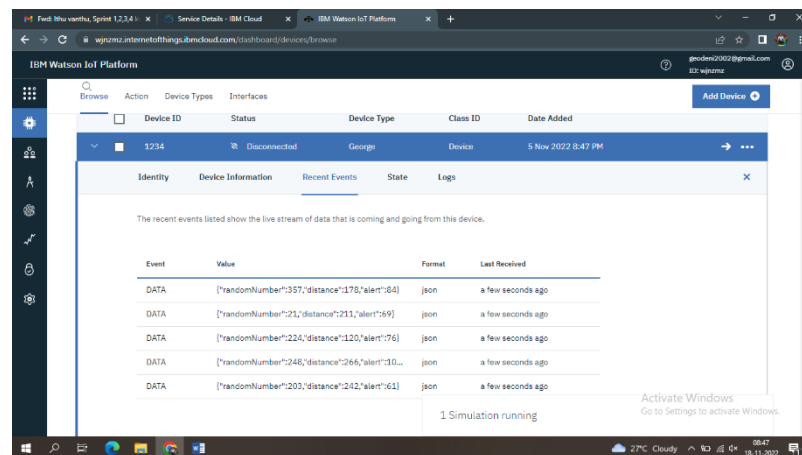 Fwd: Ithu vanthu, Sprint 1,2,3,4
Service Details - IBM Cloud
IBM Watson IoT Platform
wjnzmz.internetofthings.ibmcloud.com/dashboard/devices/browse
IBM Watson IoT Platform
geodeni2002@gmail.com
ID: wjnzmz
Browse Action Device Types Interfaces
Add Device
Device ID Status Device Type Class ID Date Added
1234 Disconnected George Device 5 Nov 2022 8:47 PM
Identity Device Information Recent Events State Logs
The recent events listed show the live stream of data that is coming and going from this device.
Event Value Format Last Received
DATA {"randomNumber":357,"distance":178,"alert":84} json a few seconds ago
DATA {"randomNumber":21,"distance":211,"alert":69} json a few seconds ago
DATA {"randomNumber":224,"distance":120,"alert":76} json a few seconds ago
DATA {"randomNumber":248,"distance":266,"alert":10... json a few seconds ago
DATA {"randomNumber":203,"distance":242,"alert":61} json a few seconds ago
1 Simulation running
Activate Windows
Go to Settings to activate Windows.
27°C Cloudy
08:47
18-11-2022